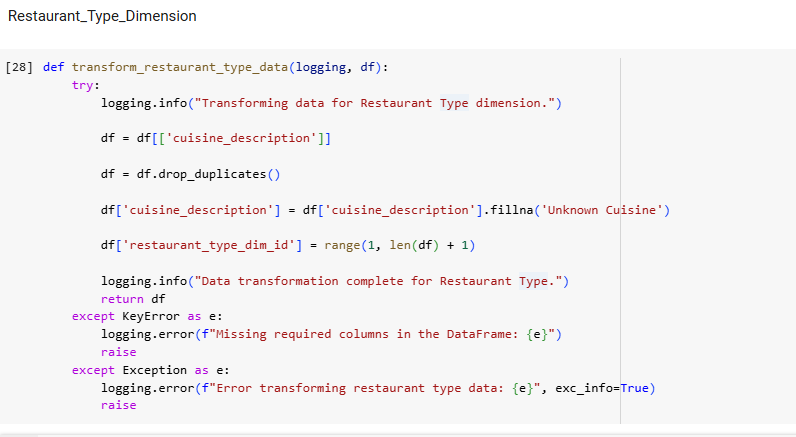 Restaurant_Type_Dimension
[28] def transform_restaurant_type_data(logging, df):
try:
logging.info("Transforming data for Restaurant Type dimension.")
df = df[['cuisine_description']]
df = df.drop_duplicates()
df['cuisine_description'] = df['cuisine_description'].fillna('Unknown Cuisine')
df['restaurant_type_dim_id'] = range(1, len(df) + 1)
logging.info("Data transformation complete for Restaurant Type.")
return df
except KeyError as e:
logging.error(f"Missing required columns in the DataFrame: {e}")
raise
except Exception as e:
logging.error(f"Error transforming restaurant type data: {e}", exc_info=True)
raise